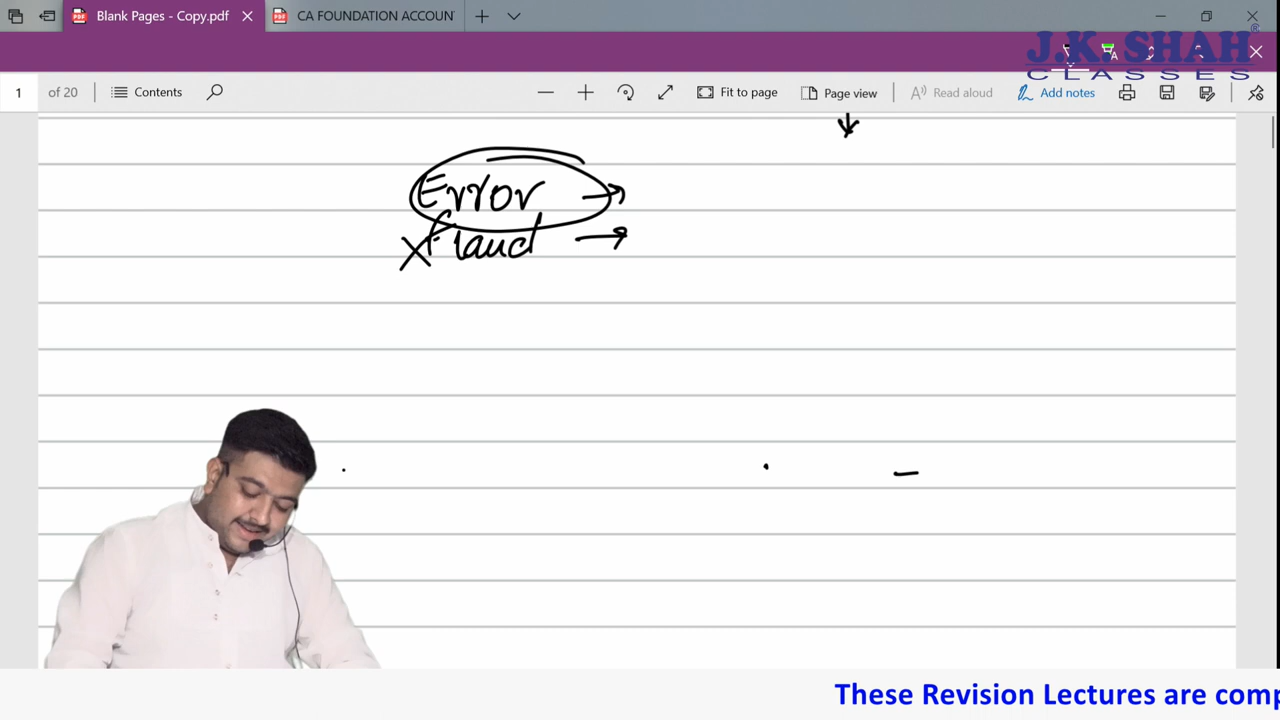 Blank Pages - Copy.pdf
CA FOUNDATION ACCOUNT
J.K. SHAH®
CLASSES
1 of 20
Contents
Fit to page
Page view
Read aloud
Add notes
Error →
X Fraud →
These Revision Lectures are comp